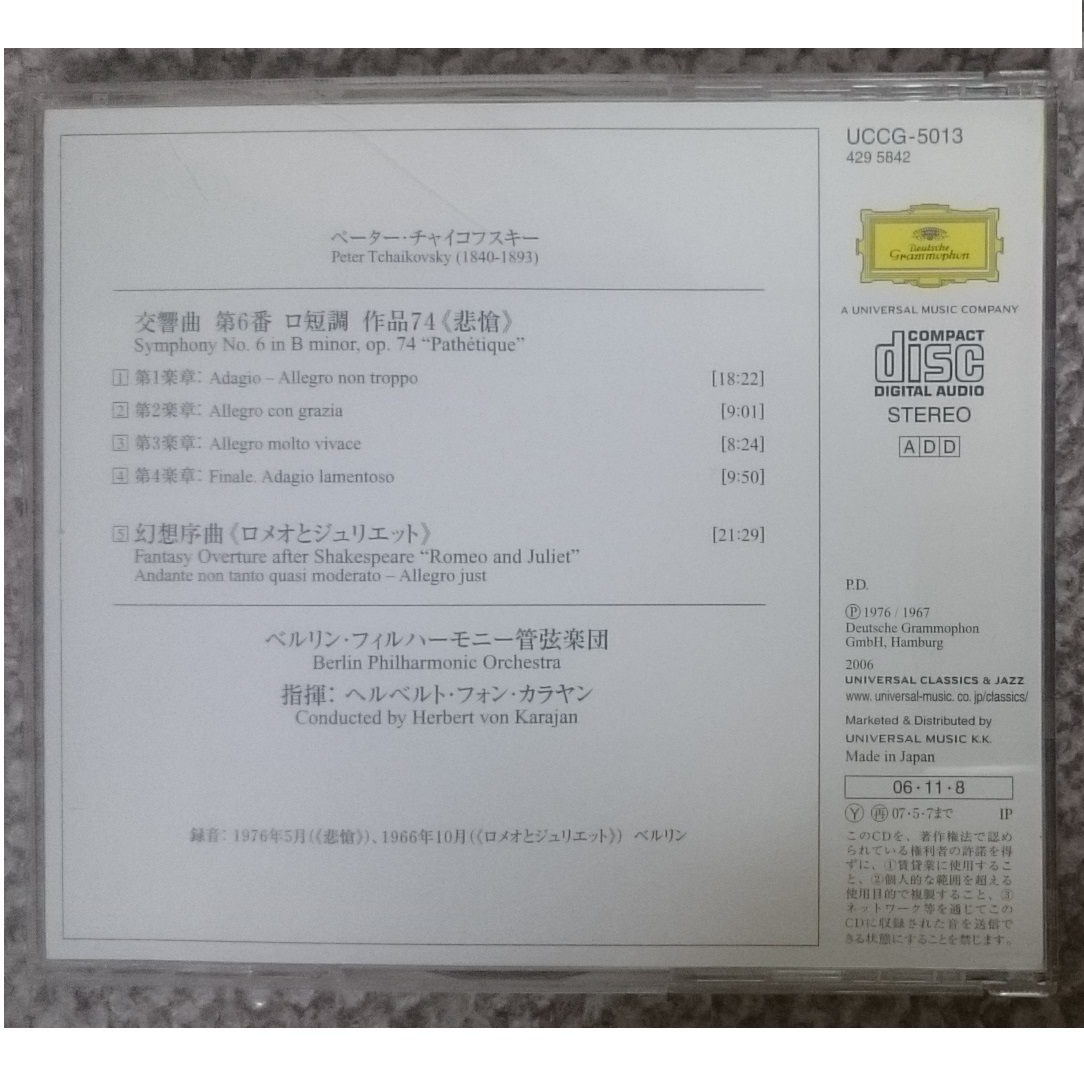 ペーター・チャイコフスキー
Peter Tchaikovsky (1840-1893)
交響曲 第6番 ロ短調 作品74《悲愴》
Symphony No. 6 in B minor, op. 74 “Pathétique”
1 第1楽章: Adagio – Allegro non troppo [18:22]
2 第2楽章: Allegro con grazia [9:01]
3 第3楽章: Allegro molto vivace [8:24]
4 第4楽章: Finale. Adagio lamentoso [9:50]
5 幻想序曲《ロメオとジュリエット》 [21:29]
Fantasy Overture after Shakespeare “Romeo and Juliet”
Andante non tanto quasi moderato – Allegro just
ベルリン・フィルハーモニー管弦楽団
Berlin Philharmonic Orchestra
指揮: ヘルベルト・フォン・カラヤン
Conducted by Herbert von Karajan
録音: 1976年5月(《悲愴》)、1966年10月(《ロメオとジュリエット》) ベルリン
UCCG-5013
429 5842
Deutsche
Grammophon
A UNIVERSAL MUSIC COMPANY
COMPACT
disc
DIGITAL AUDIO
STEREO
ADD
P.D.
Ⓟ 1976 / 1967
Deutsche Grammophon
GmbH, Hamburg
2006
UNIVERSAL CLASSICS & JAZZ
www. universal-music. co. jp/classics/
Marketed & Distributed by
UNIVERSAL MUSIC K.K.
Made in Japan
06・11・8
Ⓨ ㊢ 07・5・7まで IP
このCDを、著作権法で認め
られている権利者の許諾を得
ずに、①賃貸業に使用するこ
と、②個人的な範囲を超える
使用目的で複製すること、③
ネットワーク等を通じてこの
CDに収録された音を送信で
きる状態にすることを禁じます。